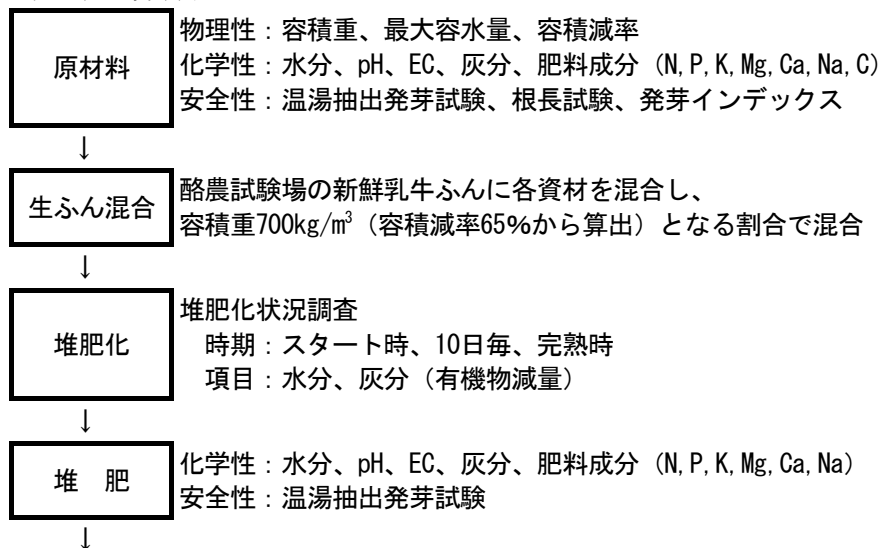 原材料
物理性：容積重、最大容水量、容積減率
化学性：水分、pH、EC、灰分、肥料成分（N,P,K,Mg,Ca,Na,C）
安全性：温湯抽出発芽試験、根長試験、発芽インデックス
↓
生ふん混合
酪農試験場の新鮮乳牛ふんに各資材を混合し、
容積重700kg/m³（容積減率65%から算出）となる割合で混合
↓
堆肥化
堆肥化状況調査
時期：スタート時、10日毎、完熟時
項目：水分、灰分（有機物減量）
↓
堆　肥
化学性：水分、pH、EC、灰分、肥料成分（N,P,K,Mg,Ca,Na）
安全性：温湯抽出発芽試験
↓